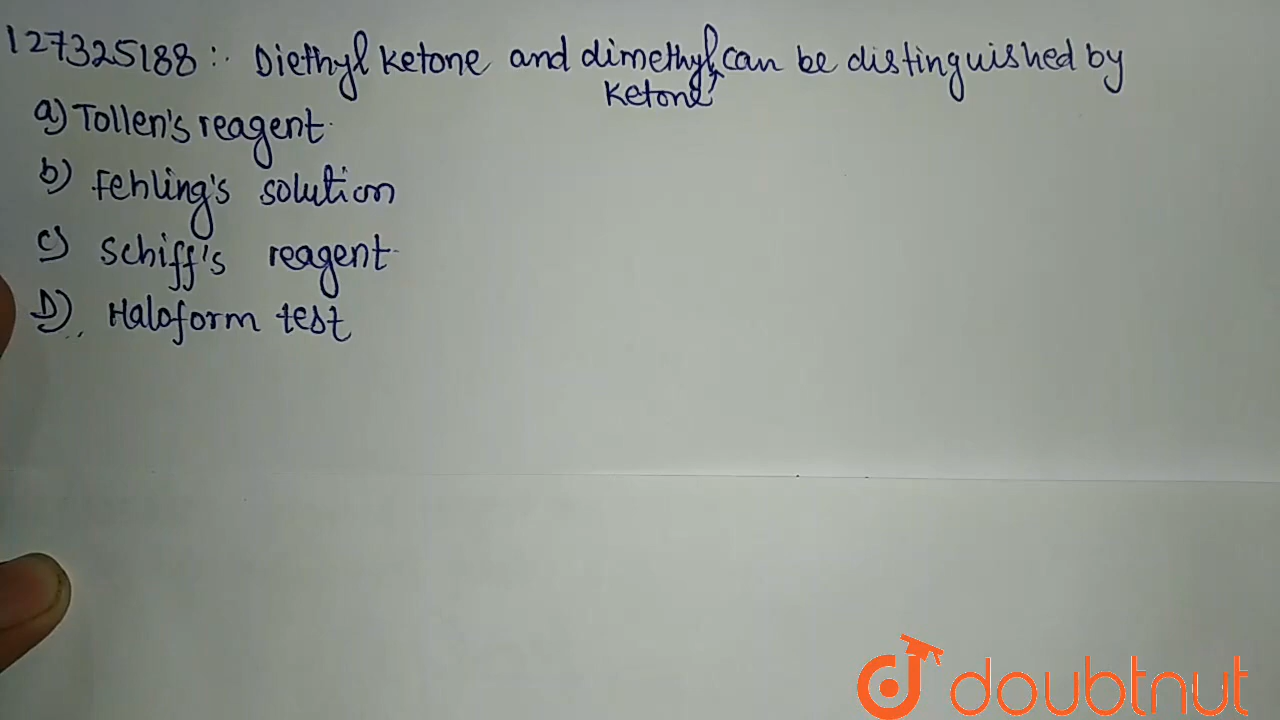 127325188:. Diethyl ketone and dimethyl, can be distinguished by
ketone
a) Tollen's reagent.
b) Fehling's solution
c) Schiff's reagent
D) Haloform test
doubtnut